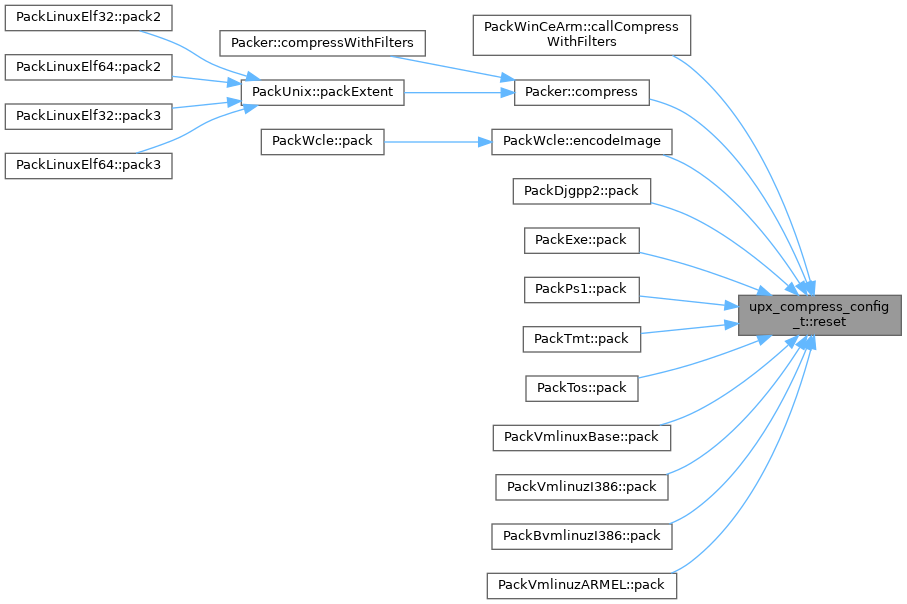 PackLinuxElf32::pack2
PackLinuxElf64::pack2
PackLinuxElf32::pack3
PackLinuxElf64::pack3
Packer::compressWithFilters
PackUnix::packExtent
PackWcle::pack
PackWinCeArm::callCompress
WithFilters
Packer::compress
PackWcle::encodeImage
PackDjgpp2::pack
PackExe::pack
PackPs1::pack
PackTmt::pack
PackTos::pack
PackVmlinuxBase::pack
PackVmlinuzI386::pack
PackBvmlinuzI386::pack
PackVmlinuzARMEL::pack
upx_compress_config
_t::reset